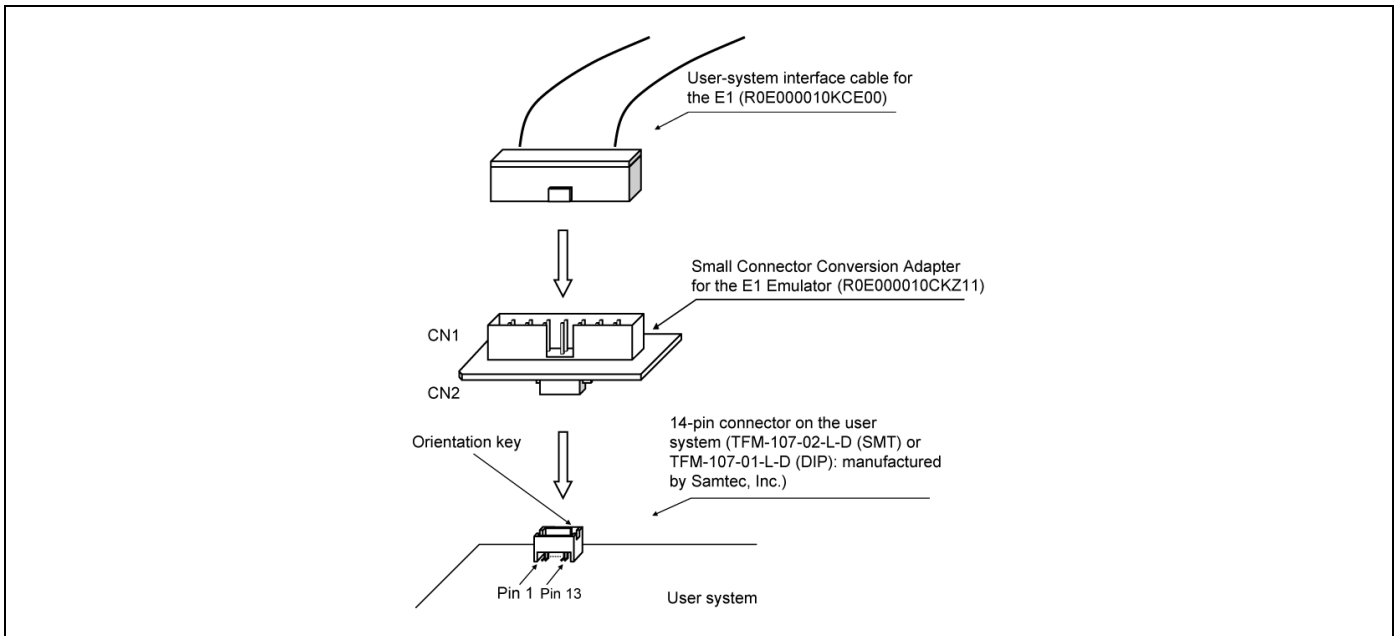 User-system interface cable for
the E1 (R0E000010KCE00)
Small Connector Conversion Adapter
for the E1 Emulator (R0E000010CKZ11)
CN1
CN2
14-pin connector on the user
system (TFM-107-02-L-D (SMT) or
TFM-107-01-L-D (DIP): manufactured
by Samtec, Inc.)
Orientation key
Pin 1 Pin 13
User system